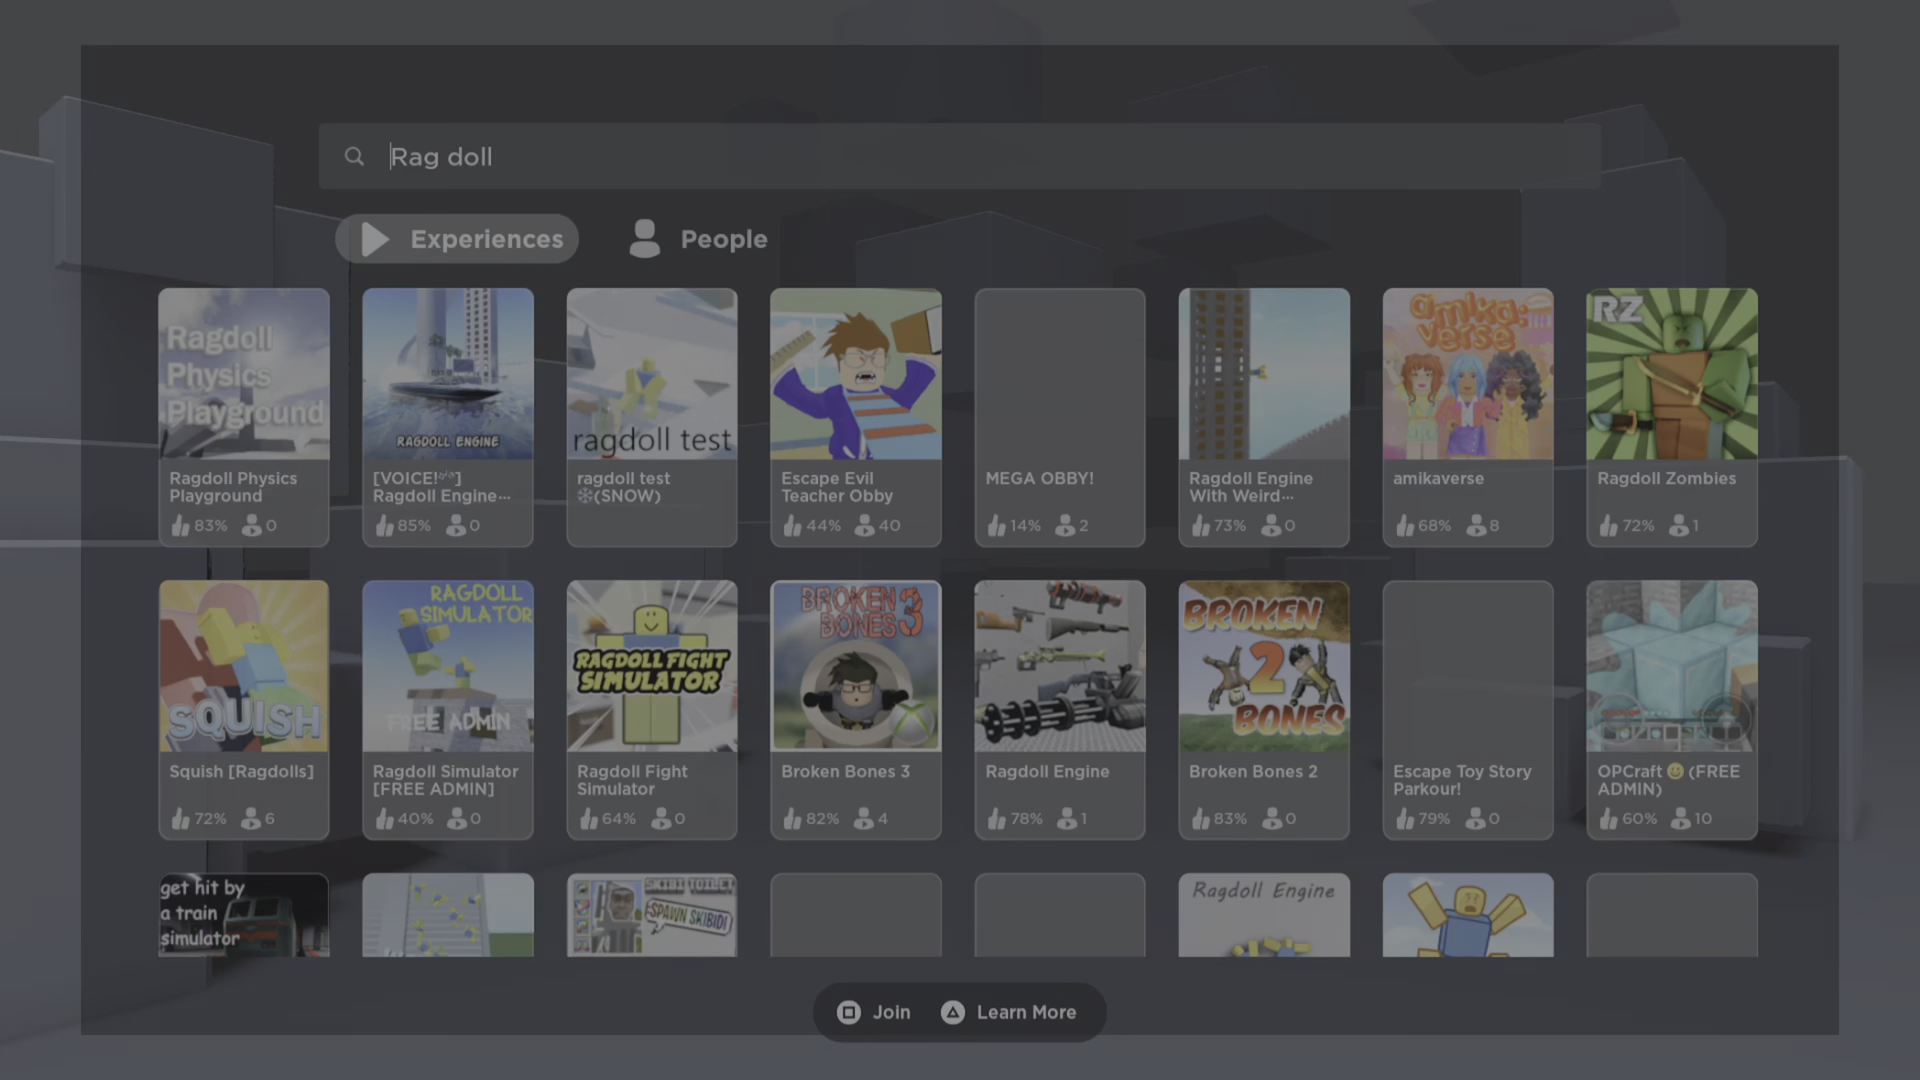 Rag doll
Experiences
People
Ragdoll
Physics
Playground
RAGDOLL ENGINE
ragdoll test
amika:
verse
RZ
Ragdoll Physics
Playground
[VOICE!🎤]
Ragdoll Engine...
ragdoll test
❄(SNOW)
Escape Evil
Teacher Obby
MEGA OBBY!
Ragdoll Engine
With Weird...
amikaverse
Ragdoll Zombies
83% 0
85% 0
44% 40
14% 2
73% 0
68% 8
72% 1
SQUISH
RAGDOLL
SIMULATOR
FREE ADMIN
RAGDOLL FIGHT
SIMULATOR
BROKEN
BONES 3
BROKEN
2
BONES
Squish [Ragdolls]
Ragdoll Simulator
[FREE ADMIN]
Ragdoll Fight
Simulator
Broken Bones 3
Ragdoll Engine
Broken Bones 2
Escape Toy Story
Parkour!
OPCraft 🙂 (FREE
ADMIN)
72% 6
40% 0
64% 0
82% 4
78% 1
83% 0
79% 0
60% 10
get hit by
a train
simulator
SKIBI TOILET
SPAWN SKIBIDI
Ragdoll Engine
Join
Learn More